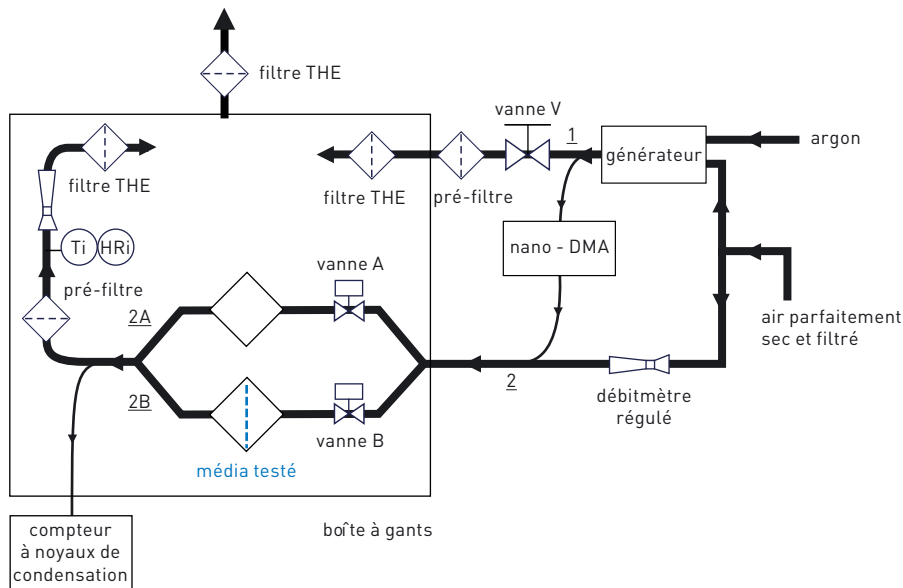 filtre THE
vanne V
1
générateur
argon
filtre THE
filtre THE
pré-filtre
Ti
HRi
nano - DMA
pré-filtre
vanne A
2A
air parfaitement
sec et filtré
2
2B
débitmètre
régulé
vanne B
média testé
boîte à gants
compteur
à noyaux de
condensation